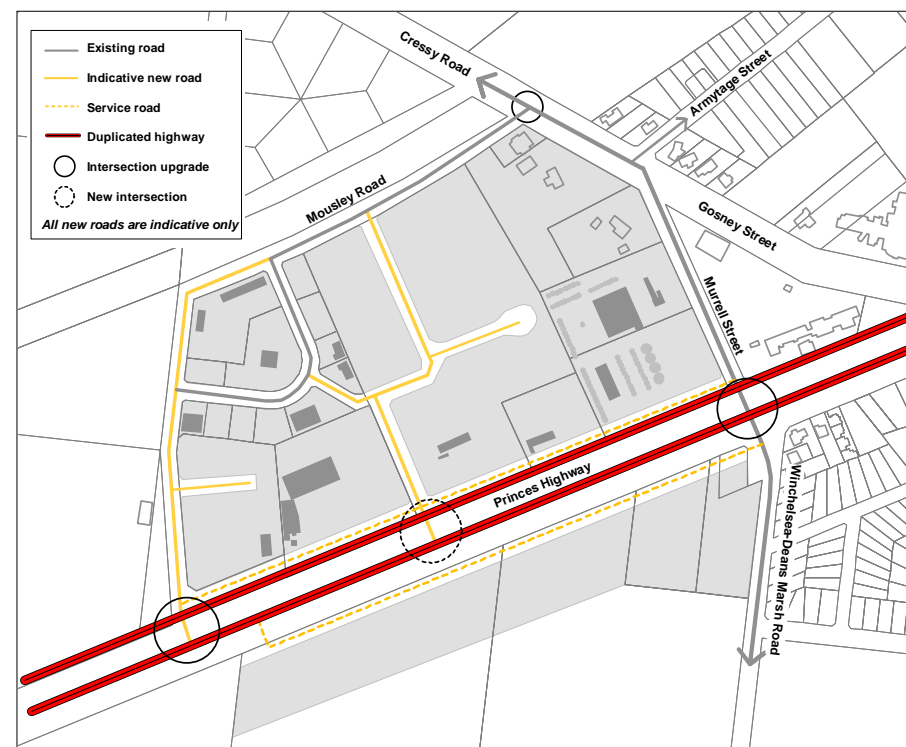 Existing road
Indicative new road
Service road
Duplicated highway
Intersection upgrade
New intersection
All new roads are indicative only
Cressy Road
Armytage Street
Mousley Road
Gosney Street
Murrell Street
Princes Highway
Winchelsea-Deans Marsh Road